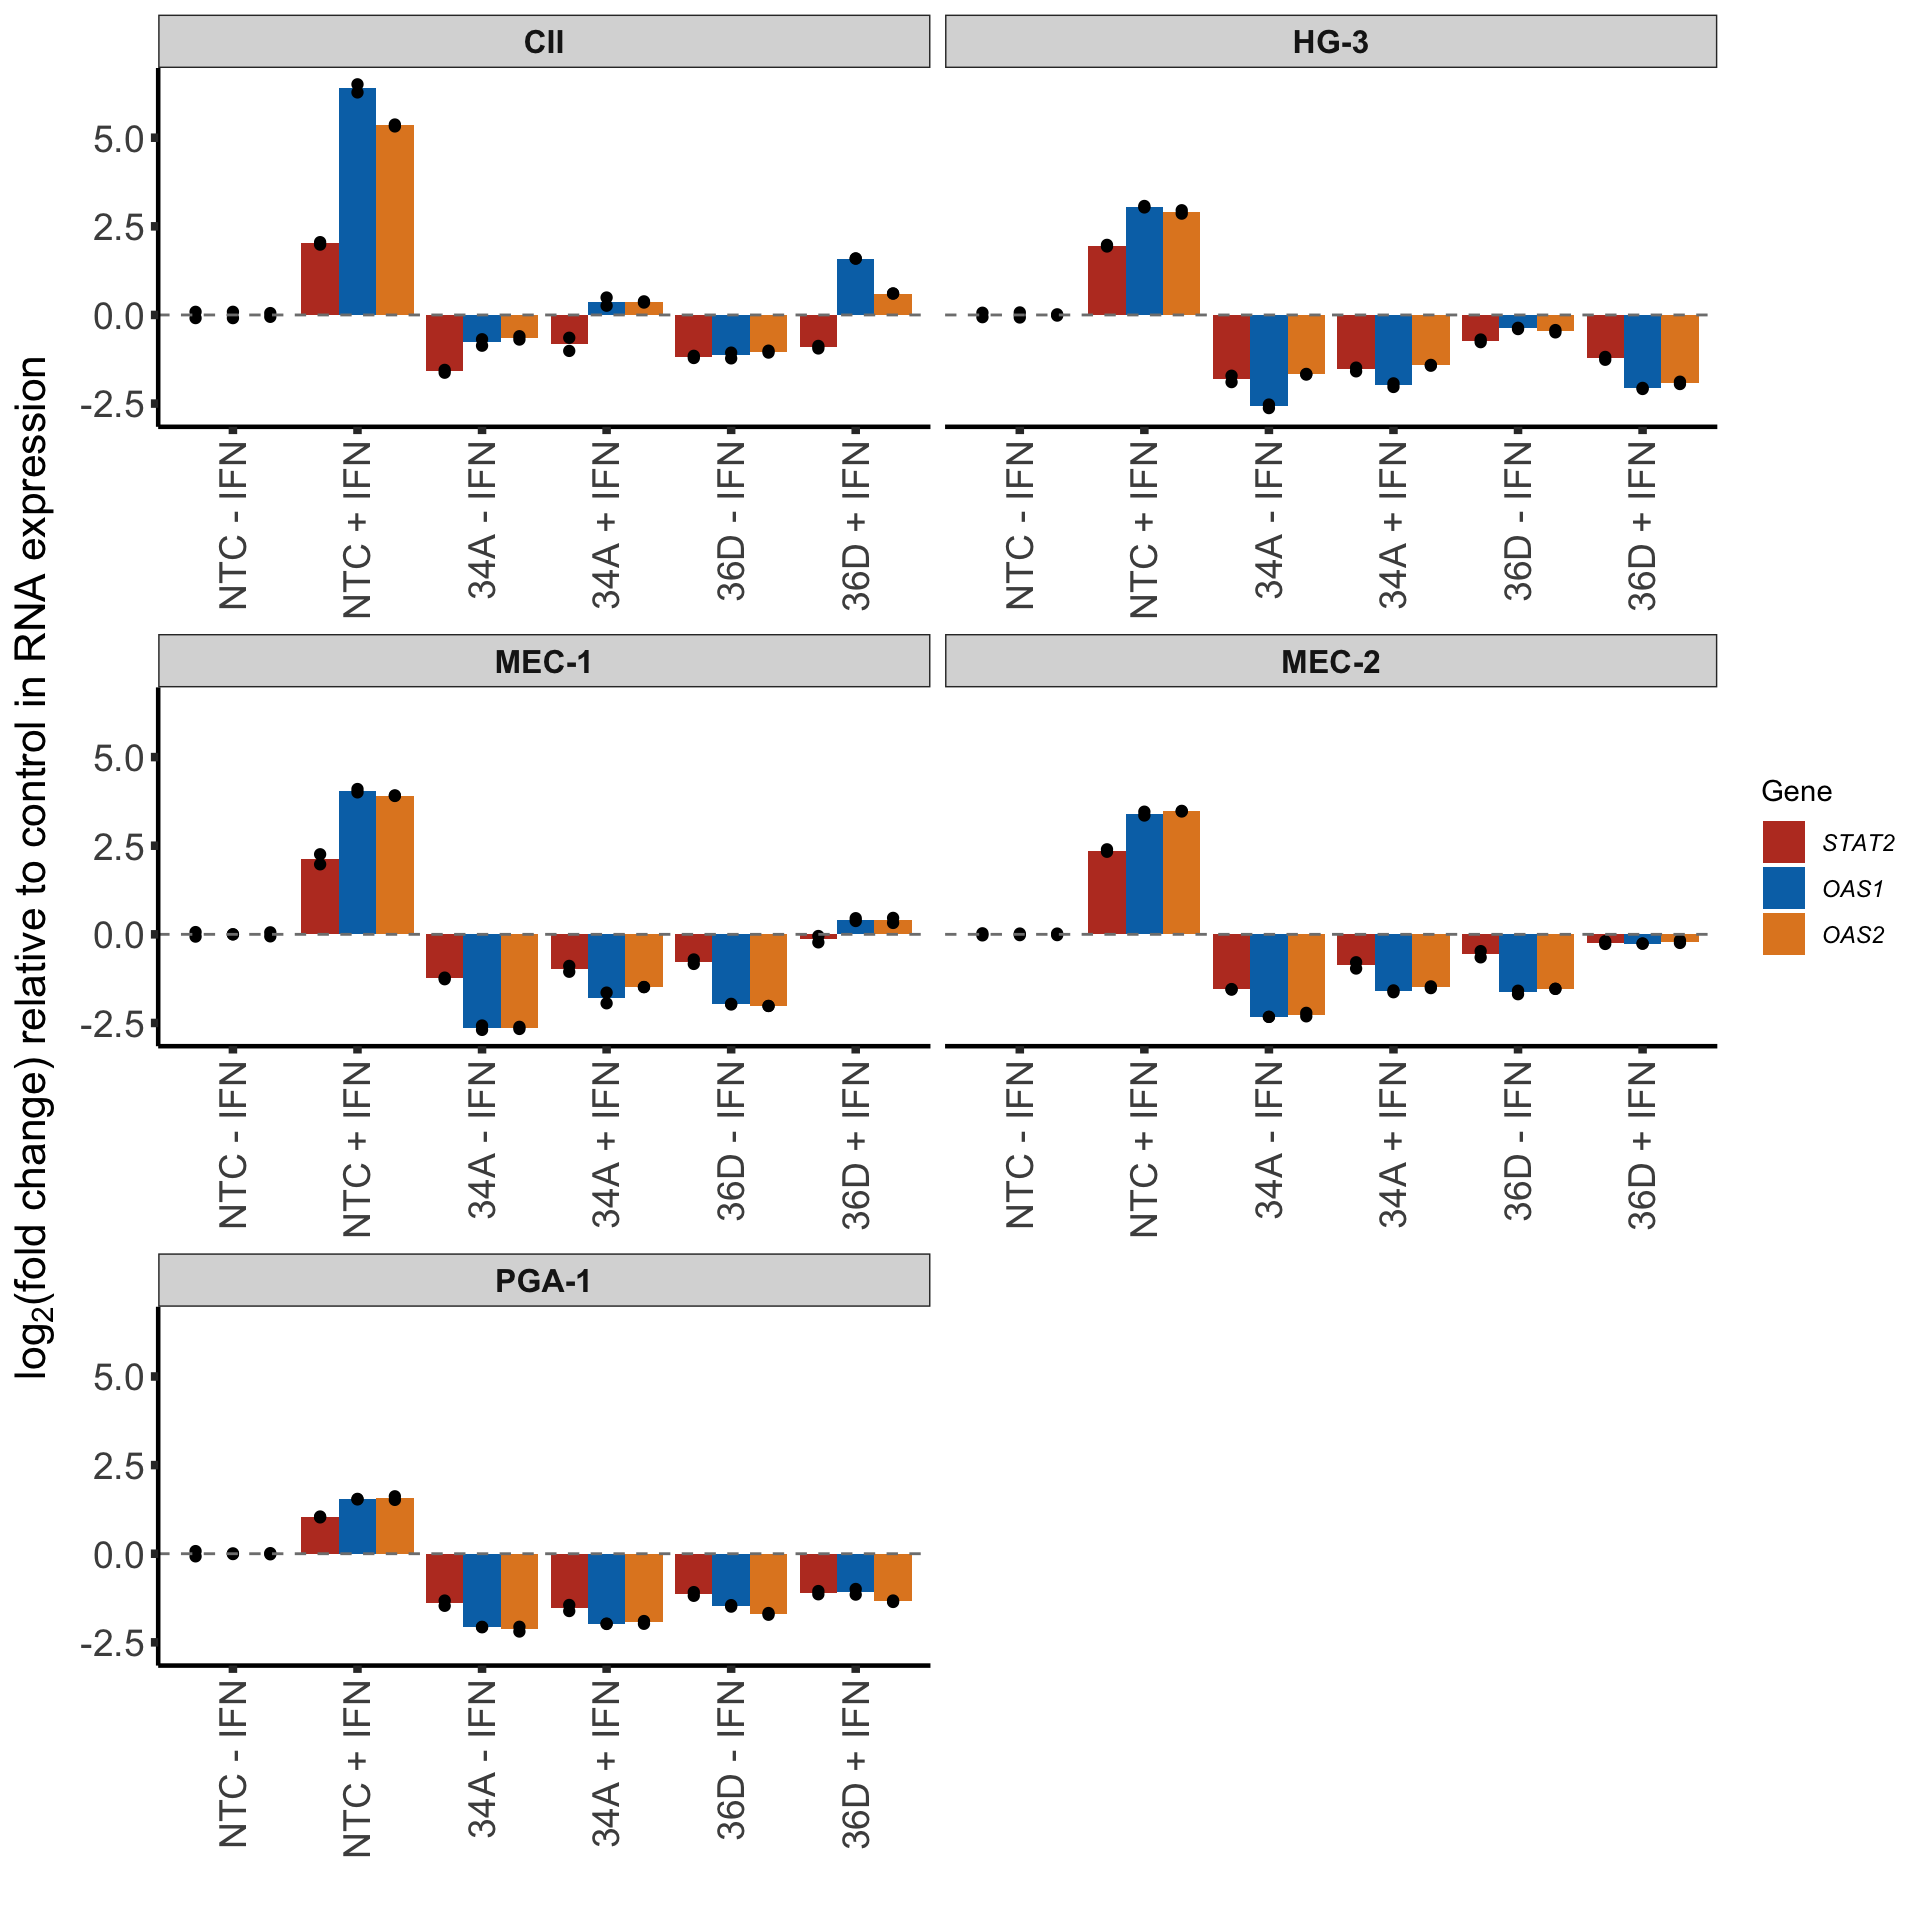 CII
HG-3
5.0
2.5
0.0
-2.5
NTC - IFN
NTC + IFN
34A - IFN
34A + IFN
36D - IFN
36D + IFN
NTC - IFN
NTC + IFN
34A - IFN
34A + IFN
36D - IFN
36D + IFN
MEC-1
MEC-2
5.0
2.5
0.0
-2.5
NTC - IFN
NTC + IFN
34A - IFN
34A + IFN
36D - IFN
36D + IFN
NTC - IFN
NTC + IFN
34A - IFN
34A + IFN
36D - IFN
36D + IFN
PGA-1
5.0
2.5
0.0
-2.5
NTC - IFN
NTC + IFN
34A - IFN
34A + IFN
36D - IFN
36D + IFN
log₂(fold change) relative to control in RNA expression
Gene
STAT2
OAS1
OAS2